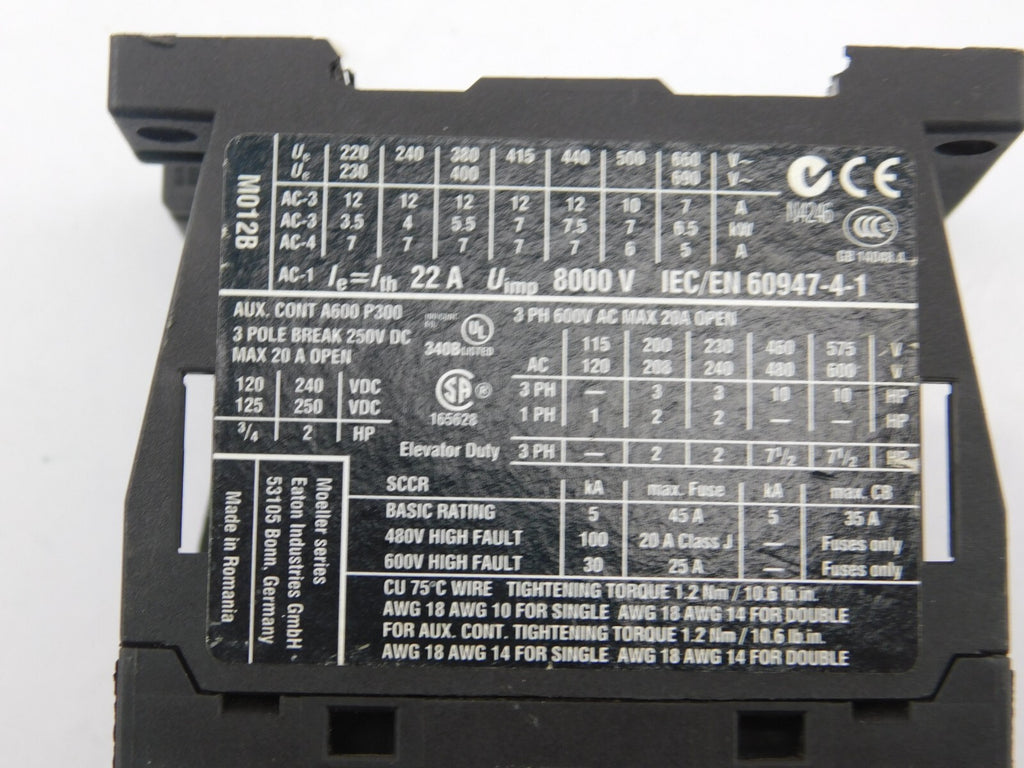 M012B
Ue 220 240 380 415 440 500 660 V~
Ue 230 400 690 V~
AC-3 12 12 12 12 12 10 7 A
AC-3 3.5 4 5.5 7 7.5 7 6.5 kW
AC-4 7 7 7 7 7 6 5 A
AC-1 Ie=Ith 22 A Uimp 8000 V IEC/EN 60947-4-1
CE
N4246
CCC
AUX. CONT A600 P300
3 POLE BREAK 250V DC
MAX 20 A OPEN
UL
340B LISTED
120 240 VDC
125 250 VDC
3/4 2 HP
SA ®
165628
3 PH 600V AC MAX 20A OPEN
115 200 230 460 575 V
AC 120 208 240 480 600 V
3 PH — 3 3 10 10 HP
1 PH 1 2 2 — — HP
Elevator Duty 3 PH — 2 2 7 1/2 7 1/2 HP
SCCR kA max. Fuse kA max. CB
BASIC RATING 5 45 A 5 35 A
480V HIGH FAULT 100 20 A Class J — Fuses only
600V HIGH FAULT 30 25 A — Fuses only
CU 75°C WIRE TIGHTENING TORQUE 1.2 Nm / 10.6 lb.in.
AWG 18 AWG 10 FOR SINGLE AWG 18 AWG 14 FOR DOUBLE
FOR AUX. CONT. TIGHTENING TORQUE 1.2 Nm / 10.6 lb.in.
AWG 18 AWG 14 FOR SINGLE AWG 18 AWG 14 FOR DOUBLE
Moeller series
Eaton Industries GmbH
53105 Bonn, Germany
Made in Romania